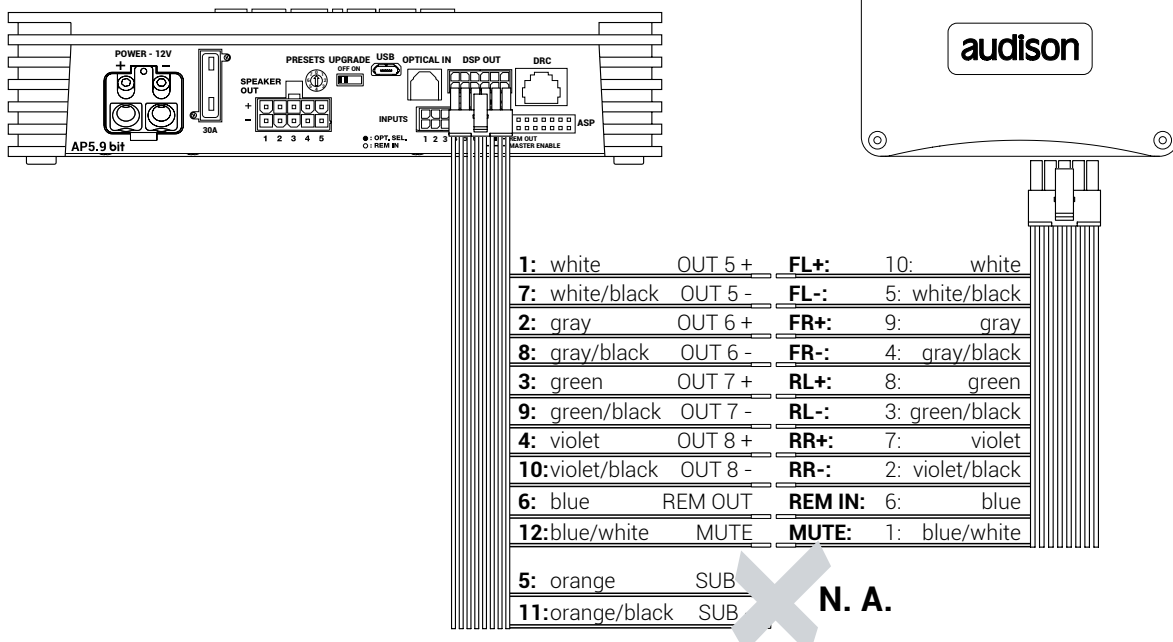 audison
POWER - 12V
+ -
30A
AP5.9 bit
PRESETS UPGRADE USB OPTICAL IN DSP OUT DRC
OFF ON
SPEAKER
OUT
+
-
1 2 3 4 5
INPUTS
ASP
● : OPT. SEL.
○ : REM IN
1 2 3
REM OUT
MASTER ENABLE
1: white OUT 5 + FL+: 10: white
7: white/black OUT 5 - FL-: 5: white/black
2: gray OUT 6 + FR+: 9: gray
8: gray/black OUT 6 - FR-: 4: gray/black
3: green OUT 7 + RL+: 8: green
9: green/black OUT 7 - RL-: 3: green/black
4: violet OUT 8 + RR+: 7: violet
10: violet/black OUT 8 - RR-: 2: violet/black
6: blue REM OUT REM IN: 6: blue
12: blue/white MUTE MUTE: 1: blue/white
5: orange SUB
11: orange/black SUB
N. A.